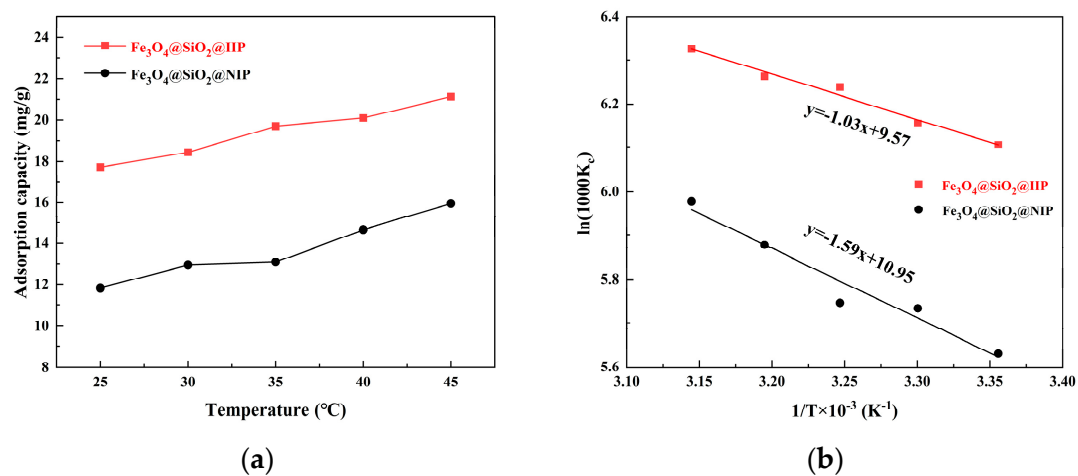 24
22
20
18
16
14
12
10
8
Adsorption capacity (mg/g)
Fe₃O₄@SiO₂@IIP
Fe₃O₄@SiO₂@NIP
25 30 35 40 45
Temperature (℃)
(a)
6.4
6.2
6.0
5.8
5.6
ln(1000K_c)
y=-1.03x+9.57
Fe₃O₄@SiO₂@IIP
Fe₃O₄@SiO₂@NIP
y=-1.59x+10.95
3.10 3.15 3.20 3.25 3.30 3.35 3.40
1/T×10⁻³ (K⁻¹)
(b)